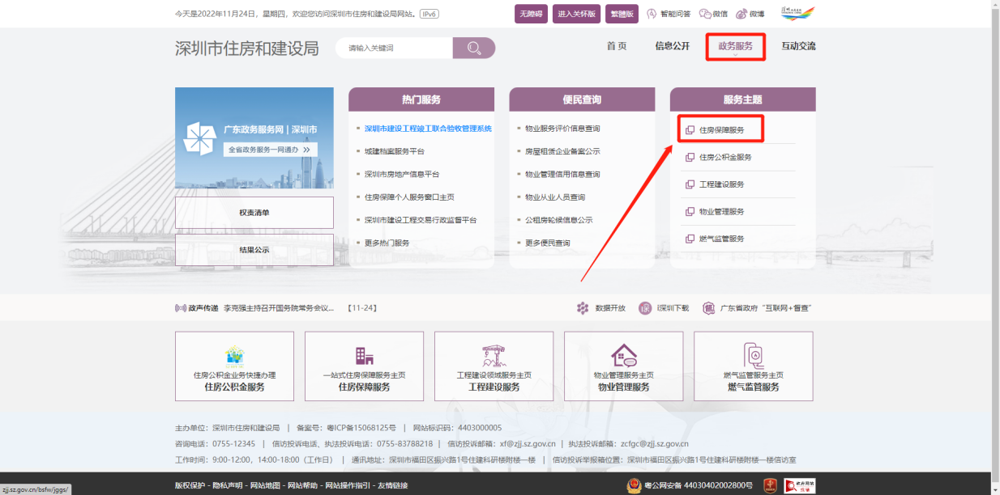 今天是2022年11月24日，星期四，欢迎您访问深圳市住房和建设局网站。 IPv6
无障碍 进入关怀版 繁體版 智能问答 微信 微博
深圳市住房和建设局 请输入关键词 首 页 信息公开 政务服务 互动交流
热门服务 便民查询 服务主题
广东政务服务网 | 深圳市
全省政务服务一网通办 >>
权责清单
结果公示
深圳市建设工程竣工联合验收管理系统
城建档案服务平台
深圳市房地产信息平台
住房保障个人服务窗口主页
深圳市建设工程交易行政监督平台
更多热门服务
物业服务评价信息查询
房屋租赁企业备案公示
物业管理信用信息查询
物业从业人员查询
公租房轮候信息公示
更多便民查询
住房保障服务
住房公积金服务
工程建设服务
物业管理服务
燃气监管服务
政声传递 李克强主持召开国务院常务会议... 【11-24】 数据开放 i深圳下载 广东省政府“互联网+督查”
住房公积金业务快捷办理
住房公积金服务
一站式住房保障服务主页
住房保障服务
工程建设领域服务主页
工程建设服务
物业管理服务主页
物业管理服务
燃气监管服务主页
燃气监管服务
主办单位：深圳市住房和建设局 | 备案号：粤ICP备15068125号 | 网站标识码：4403000005
咨询电话：0755-12345 | 信访投诉电话、执法投诉电话：0755-83788218 | 信访投诉邮箱：xf@zjj.sz.gov.cn | 执法投诉邮箱：zcfgc@zjj.sz.gov.cn
工作时间：9:00-12:00，14:00-18:00（工作日） | 通讯地址：深圳市福田区振兴路1号住建科研楼附楼一楼 | 信访投诉举报箱位置：深圳市福田区振兴路1号住建科研楼附楼一楼信访室
版权保护 - 隐私声明 - 网站地图 - 网站帮助 - 网站操作指引 - 友情链接 粤公网安备 44030402002800号 政府网站 找错
zjj.sz.gov.cn/bsfw/jggs/